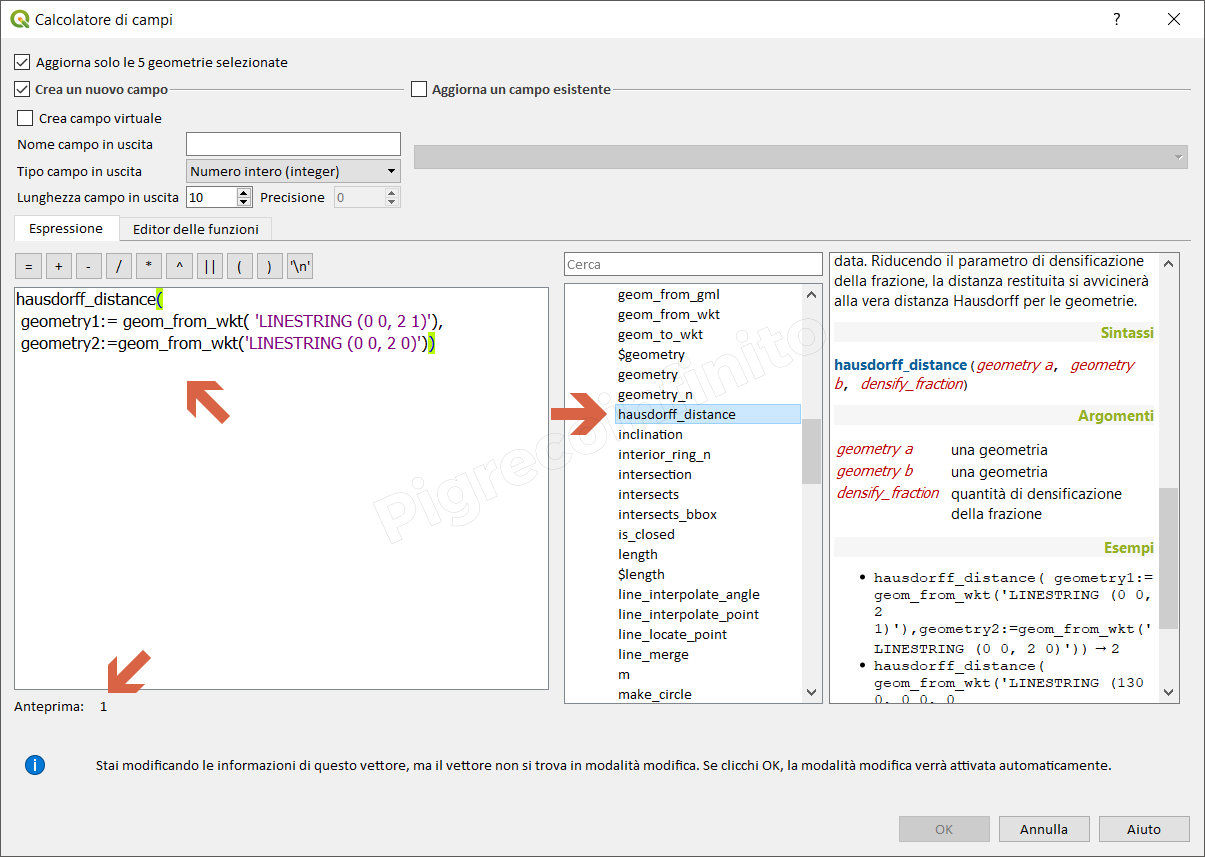 Calcolatore di campi
?
Aggiorna solo le 5 geometrie selezionate
Crea un nuovo campo
Aggiorna un campo esistente
Crea campo virtuale
Nome campo in uscita
Tipo campo in uscita
Numero intero (integer)
Lunghezza campo in uscita
10
Precisione
0
Espressione
Editor delle funzioni
= + - / * ^ || ( ) '\n'
hausdorff_distance(
geometry1:= geom_from_wkt( 'LINESTRING (0 0, 2 1)'),
geometry2:=geom_from_wkt('LINESTRING (0 0, 2 0)'))
Anteprima: 1
Cerca
geom_from_gml
geom_from_wkt
geom_to_wkt
$geometry
geometry
geometry_n
hausdorff_distance
inclination
interior_ring_n
intersection
intersects
intersects_bbox
is_closed
length
$length
line_interpolate_angle
line_interpolate_point
line_locate_point
line_merge
m
make_circle
data. Riducendo il parametro di densificazione
della frazione, la distanza restituita si avvicinerà
alla vera distanza Hausdorff per le geometrie.
Sintassi
hausdorff_distance(geometry a, geometry
b, densify_fraction)
Argomenti
geometry a una geometria
geometry b una geometria
densify_fraction quantità di densificazione
della frazione
Esempi
• hausdorff_distance( geometry1:=
geom_from_wkt('LINESTRING (0 0,
2
1)'),geometry2:=geom_from_wkt('
LINESTRING (0 0, 2 0)')) → 2
• hausdorff_distance(
geom_from_wkt('LINESTRING (130
0, 0 0, 0
Pigrecoinfinito
Stai modificando le informazioni di questo vettore, ma il vettore non si trova in modalità modifica. Se clicchi OK, la modalità modifica verrà attivata automaticamente.
OK
Annulla
Aiuto